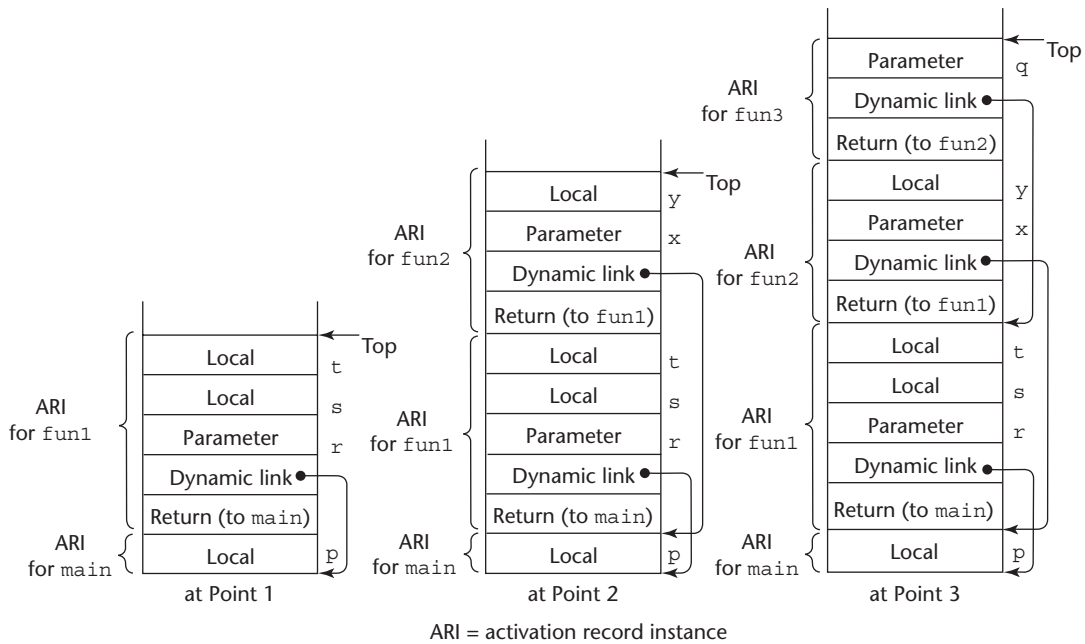 Local
t
Local
s
Parameter
r
Dynamic link
Return (to main)
Local
p
Top
ARI
for fun1
ARI
for main
at Point 1
Local
y
Parameter
x
Dynamic link
Return (to fun1)
Local
t
Local
s
Parameter
r
Dynamic link
Return (to main)
Local
p
Top
ARI
for fun2
ARI
for fun1
ARI
for main
at Point 2
Parameter
q
Dynamic link
Return (to fun2)
Local
y
Parameter
x
Dynamic link
Return (to fun1)
Local
t
Local
s
Parameter
r
Dynamic link
Return (to main)
Local
p
Top
ARI
for fun3
ARI
for fun2
ARI
for fun1
ARI
for main
at Point 3
ARI = activation record instance